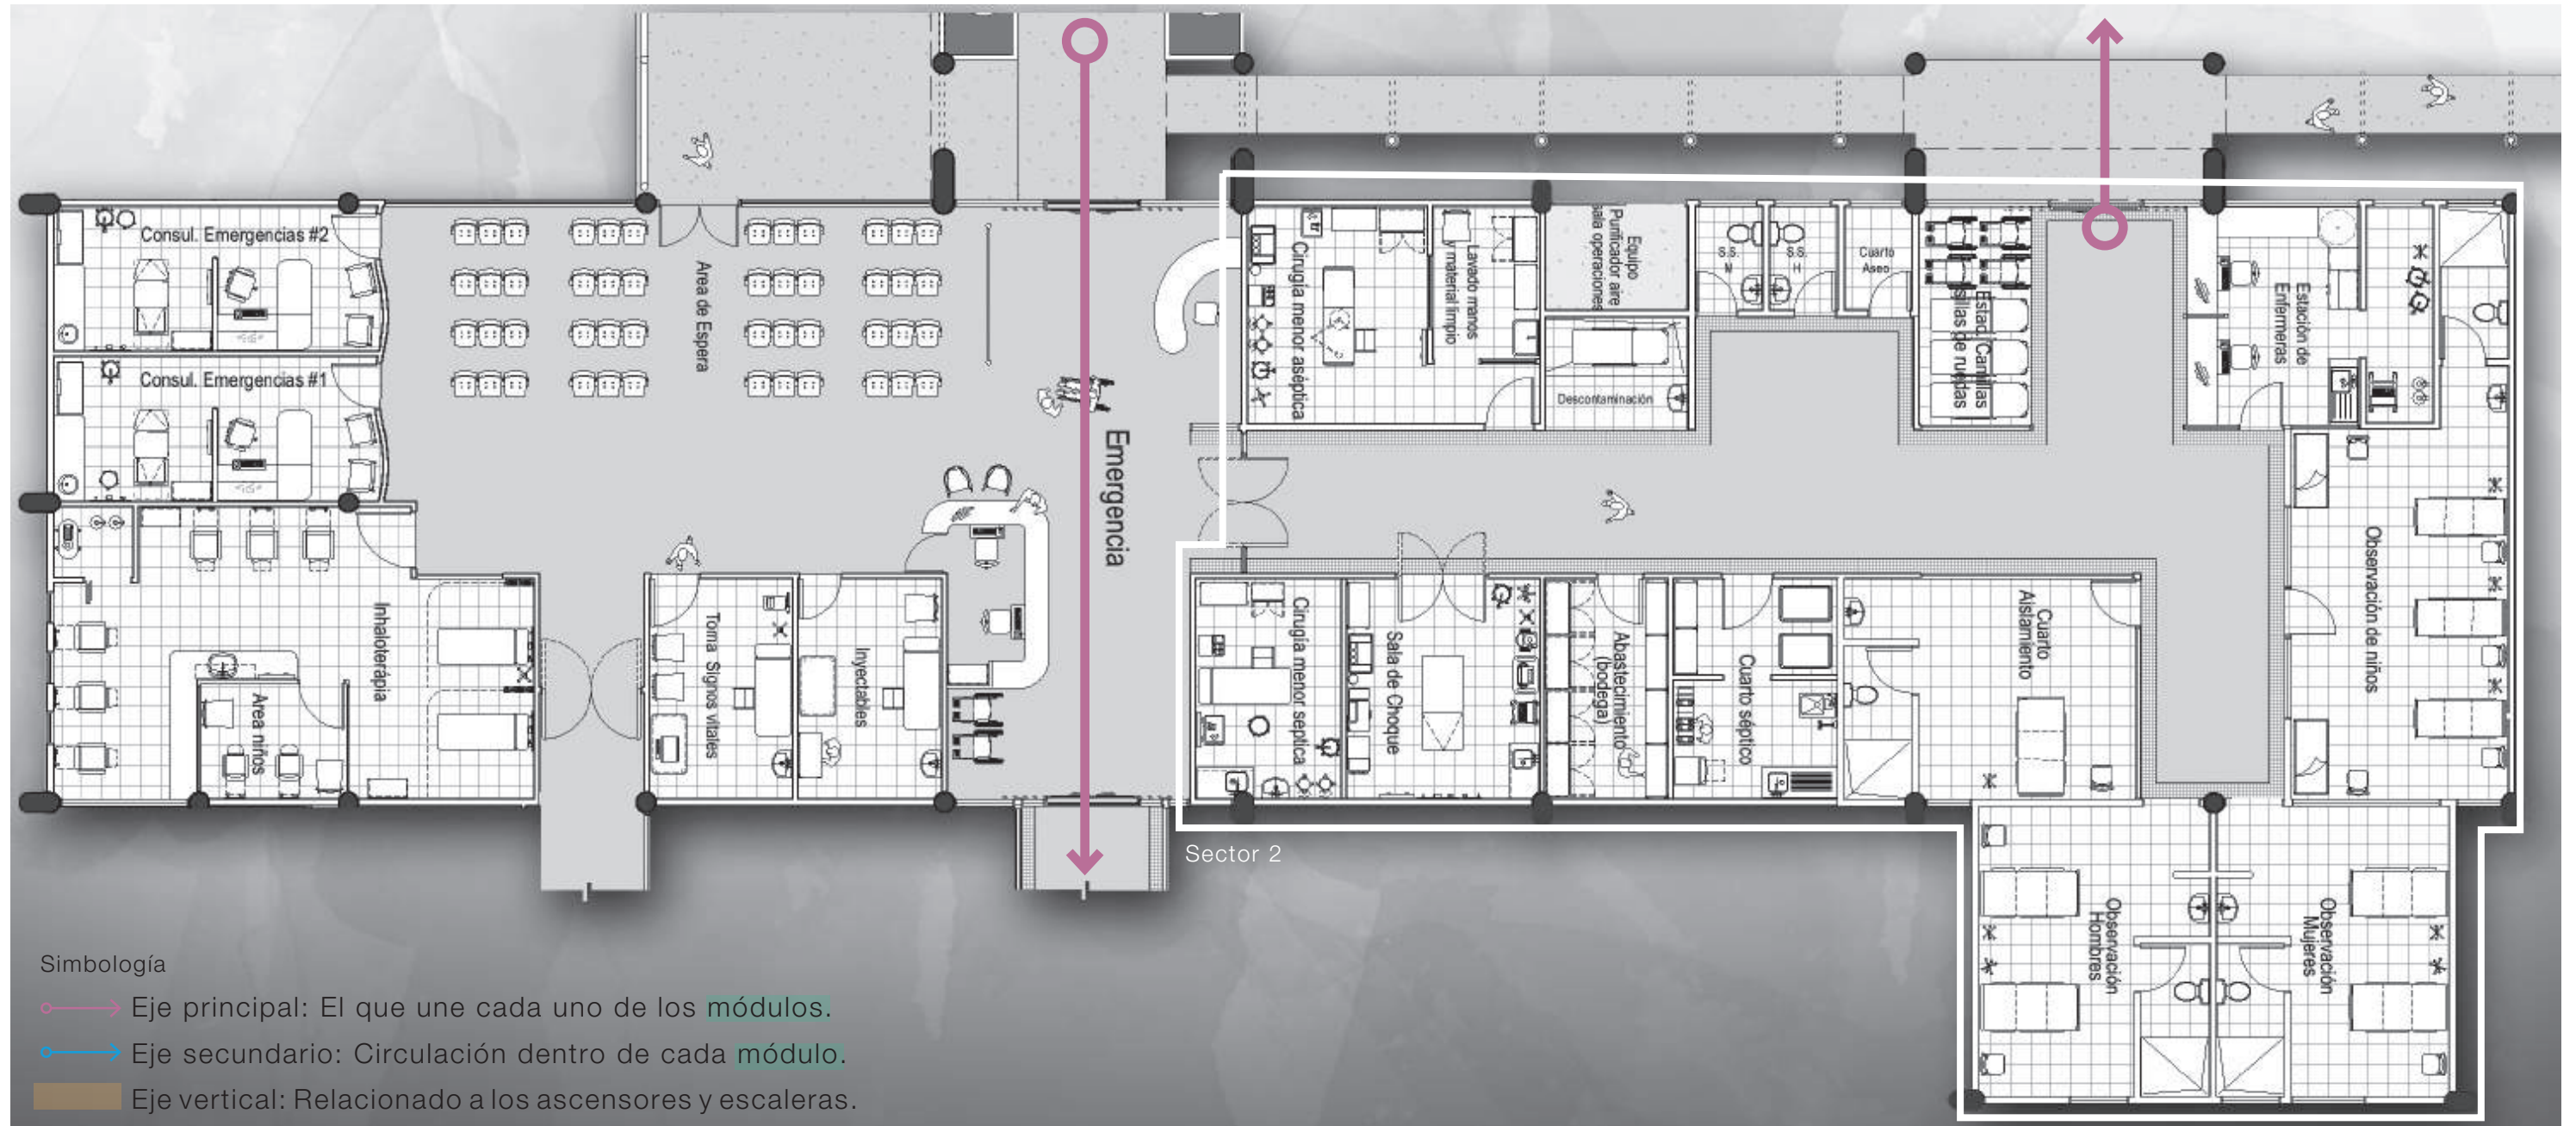 Consul. Emergencias #2
Consul. Emergencias #1
Area de Espera
Emergencia
Inhaloterápia
Area niños
Toma Signos vitales
Inyectables
Cirugía menor aséptica
Lavado manos
y material limpio
Equipo
Purificador aire
sala operaciones
Descontaminación
S.S.
M
S.S.
H
Cuarto
Aseo
Estac. Camillas
sillas de ruedas
Estación de
Enfermeras
Observación de niños
Cirugía menor septica
Sala de Choque
Abastecimiento
(bodega)
Cuarto séptico
Cuarto
Aislamiento
Observación
Hombres
Observación
Mujeres
Sector 2
Simbología
Eje principal: El que une cada uno de los módulos.
Eje secundario: Circulación dentro de cada módulo.
Eje vertical: Relacionado a los ascensores y escaleras.